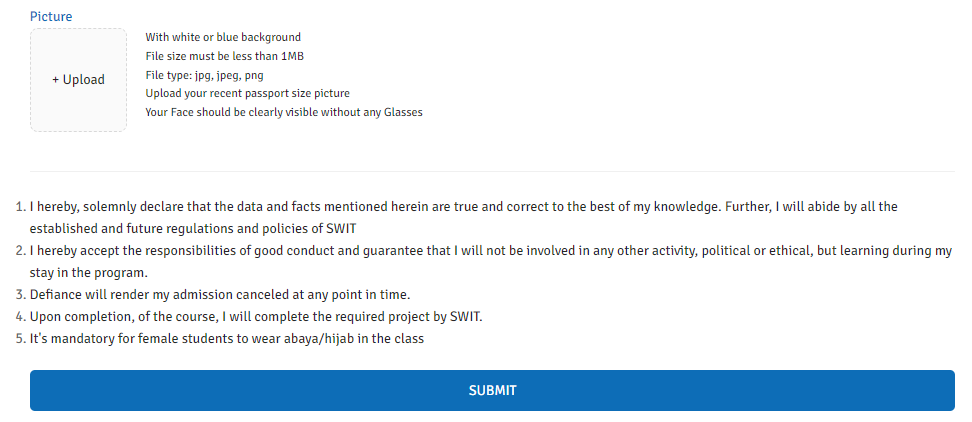 Picture
+ Upload
With white or blue background
File size must be less than 1MB
File type: jpg, jpeg, png
Upload your recent passport size picture
Your Face should be clearly visible without any Glasses
1. I hereby, solemnly declare that the data and facts mentioned herein are true and correct to the best of my knowledge. Further, I will abide by all the
established and future regulations and policies of SWIT
2. I hereby accept the responsibilities of good conduct and guarantee that I will not be involved in any other activity, political or ethical, but learning during my
stay in the program.
3. Defiance will render my admission canceled at any point in time.
4. Upon completion, of the course, I will complete the required project by SWIT.
5. It's mandatory for female students to wear abaya/hijab in the class
SUBMIT